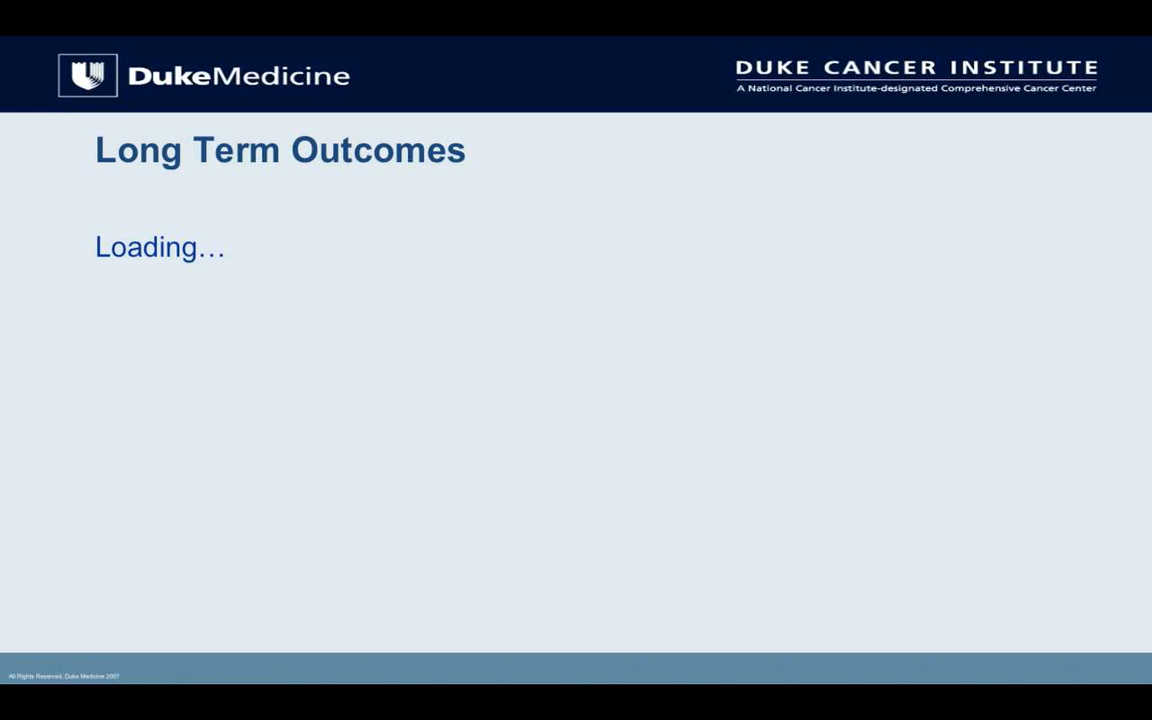 DukeMedicine
DUKE CANCER INSTITUTE
A National Cancer Institute-designated Comprehensive Cancer Center
Long Term Outcomes
Loading…
All Rights Reserved, Duke Medicine 2007